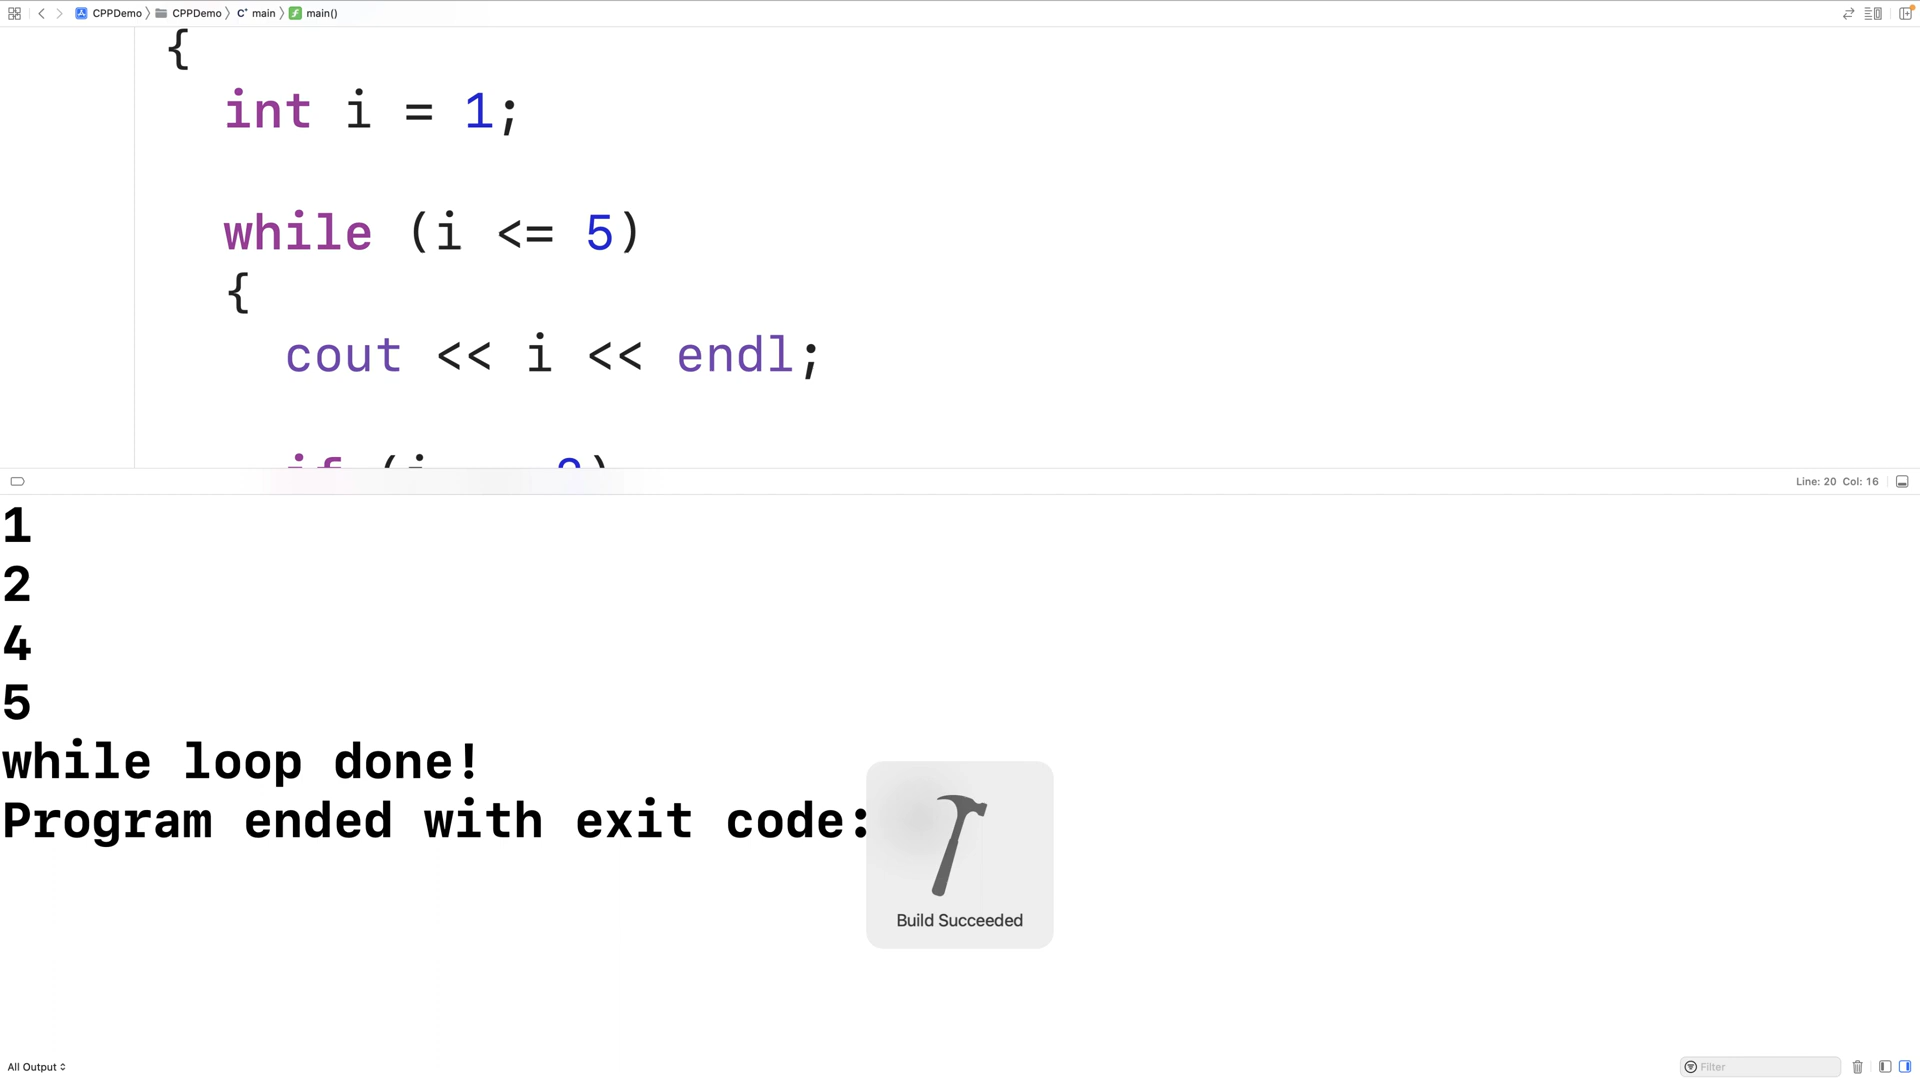 CPPDemo CPPDemo C+ main main()
{
int i = 1;
while (i <= 5)
{
cout << i << endl;
if (i
Line: 20 Col: 16
1
2
4
5
while loop done!
Program ended with exit code:
Build Succeeded
All Output
Filter